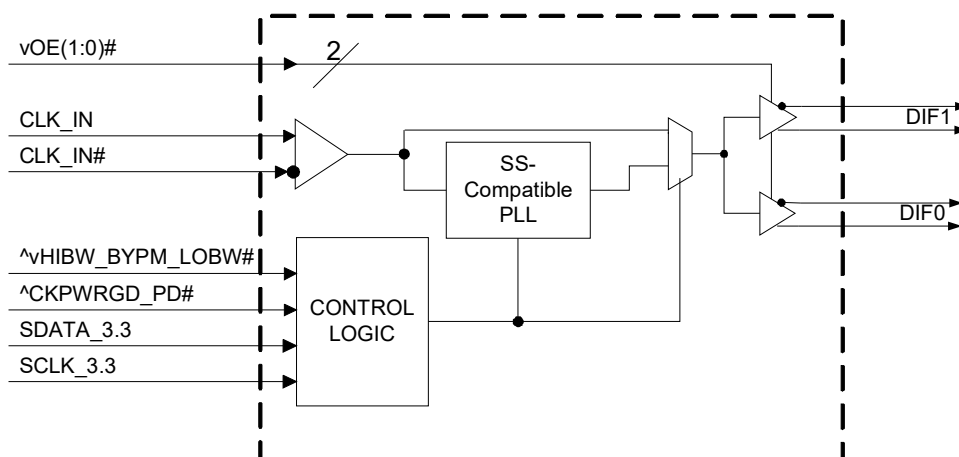 vOE(1:0)#
2
CLK_IN
CLK_IN#
SS-
Compatible
PLL
DIF1
DIF0
^vHIBW_BYPM_LOBW#
^CKPWRGD_PD#
SDATA_3.3
SCLK_3.3
CONTROL
LOGIC